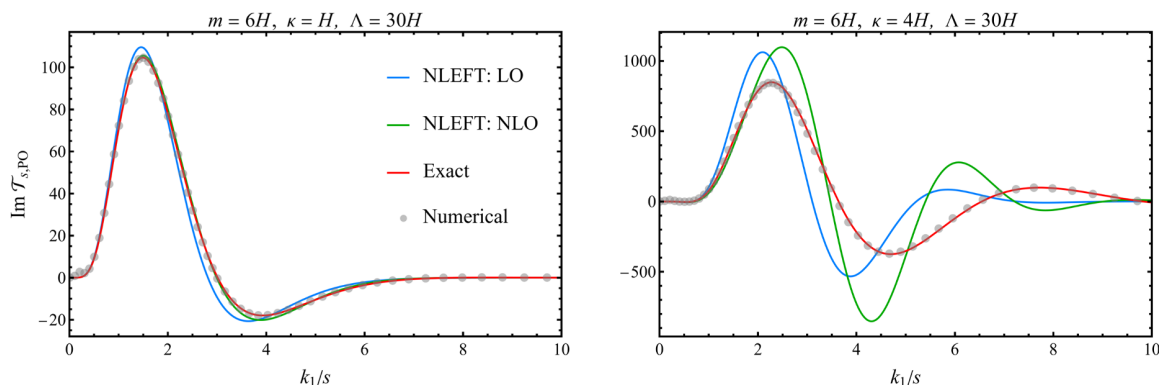 m = 6H, κ = H, Λ = 30H
Im 𝒯s,PO
100
80
60
40
20
0
−20
NLEFT: LO
NLEFT: NLO
Exact
Numerical
0 2 4 6 8 10
k₁/s
m = 6H, κ = 4H, Λ = 30H
1000
500
0
−500
0 2 4 6 8 10
k₁/s